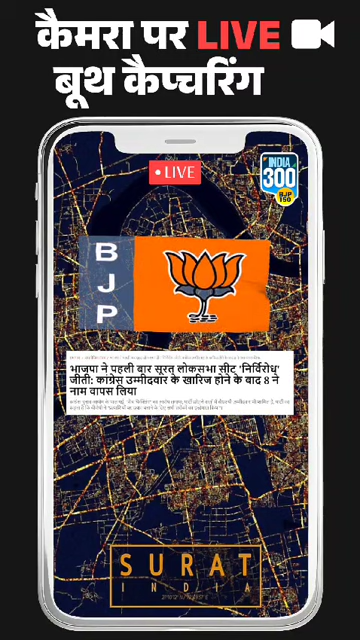 कैमरा पर LIVE
बूथ कैप्चरिंग
LIVE
INDIA
300
BJP
150
B
J
P
भाजपा ने पहली बार सूरत लोकसभा सीट 'निर्विरोध'
जीती: कांग्रेस उम्मीदवार के खारिज होने के बाद 8 ने
नाम वापस लिया
SURAT
INDIA